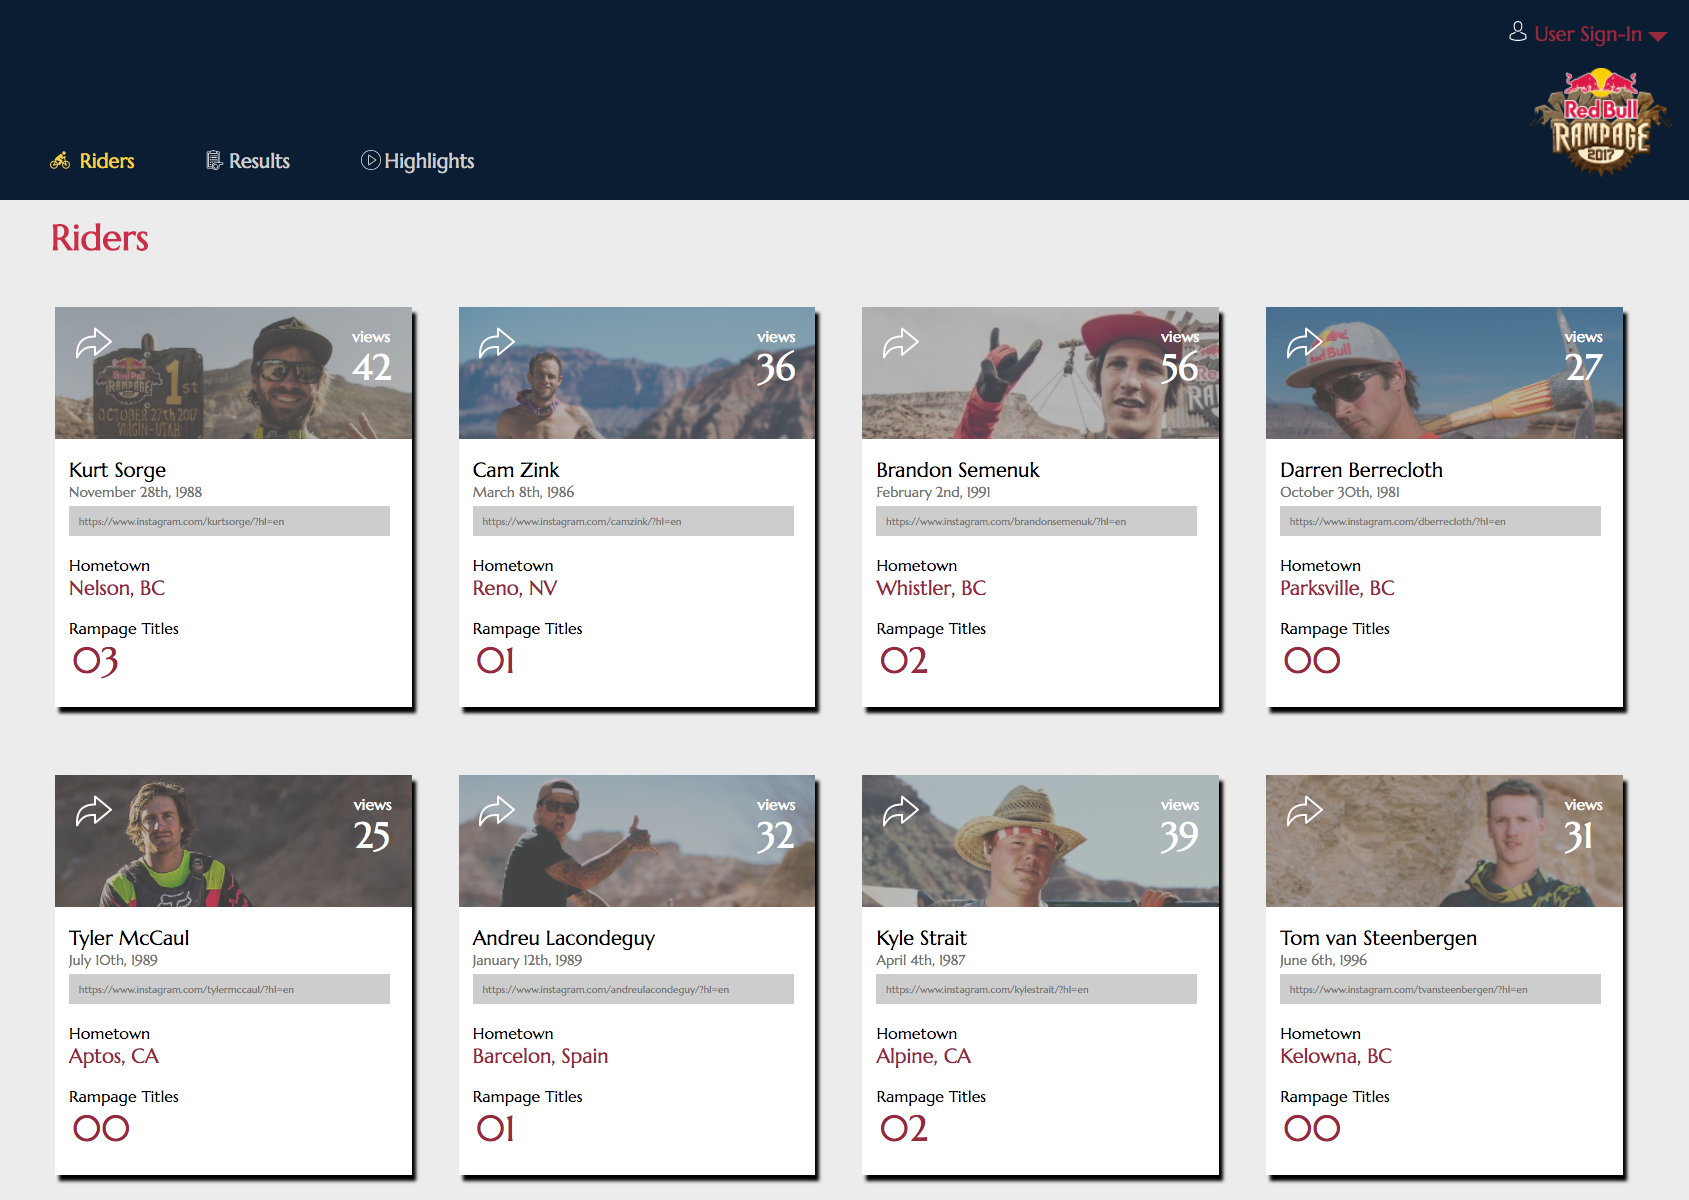 User Sign-In
Red Bull
RAMPAGE
2017
Riders
Results
Highlights
Riders
views
42
RAMPAGE
1st
OCTOBER 27th 2017
VIRGIN-UTAH
Kurt Sorge
November 28th, 1988
https://www.instagram.com/kurtsorge/?hl=en
Hometown
Nelson, BC
Rampage Titles
03
views
36
Cam Zink
March 8th, 1986
https://www.instagram.com/camzink/?hl=en
Hometown
Reno, NV
Rampage Titles
01
views
56
Brandon Semenuk
February 2nd, 1991
https://www.instagram.com/brandonsemenuk/?hl=en
Hometown
Whistler, BC
Rampage Titles
02
Red Bull
views
27
Darren Berrecloth
October 30th, 1981
https://www.instagram.com/dberrecloth/?hl=en
Hometown
Parksville, BC
Rampage Titles
00
views
25
FOX
Tyler McCaul
July 10th, 1989
https://www.instagram.com/tylermccaul/?hl=en
Hometown
Aptos, CA
Rampage Titles
00
views
32
Andreu Lacondeguy
January 12th, 1989
https://www.instagram.com/andreulacondeguy/?hl=en
Hometown
Barcelon, Spain
Rampage Titles
01
views
39
Kyle Strait
April 4th, 1987
https://www.instagram.com/kylestrait/?hl=en
Hometown
Alpine, CA
Rampage Titles
02
views
31
Tom van Steenbergen
June 6th, 1996
https://www.instagram.com/tvansteenbergen/?hl=en
Hometown
Kelowna, BC
Rampage Titles
00